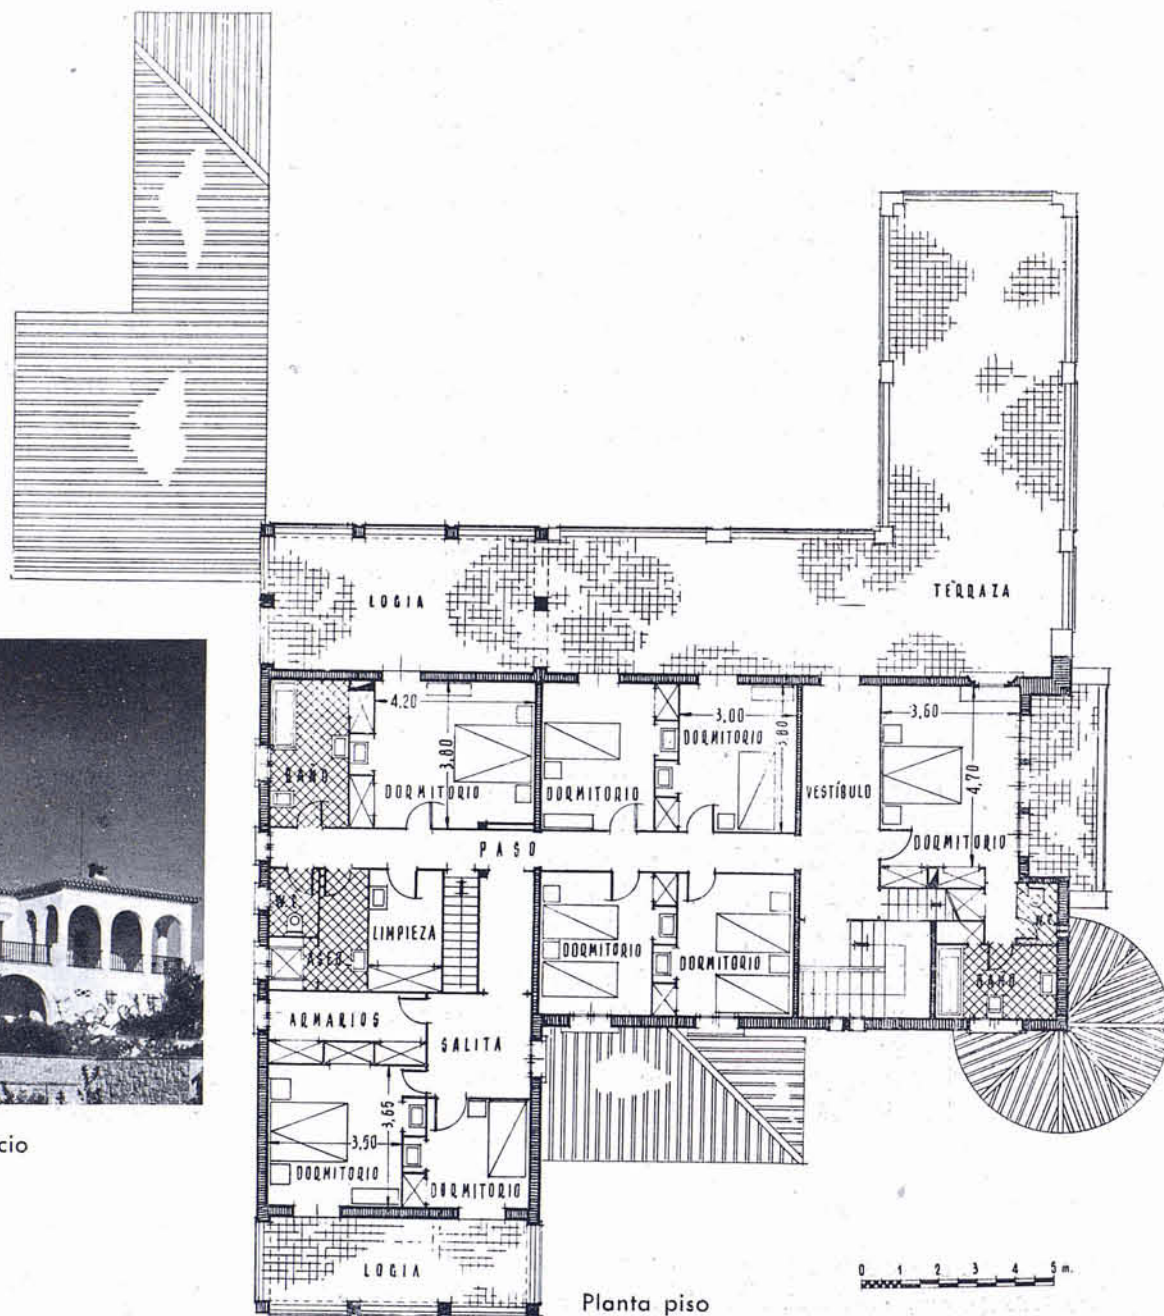 LOGIA
TERRAZA
4.20
3,80
DORMITORIO
BAÑO
DORMITORIO
3,00
DORMITORIO
3,80
VESTÍBULO
3,60
4,70
DORMITORIO
PASO
W.C.
ASEO
LIMPIEZA
DORMITORIO
DORMITORIO
W.C.
BAÑO
ARMARIOS
SALITA
3,65
3,50
DORMITORIO
DORMITORIO
LOGIA
cio
0 1 2 3 4 5 m.
Planta piso